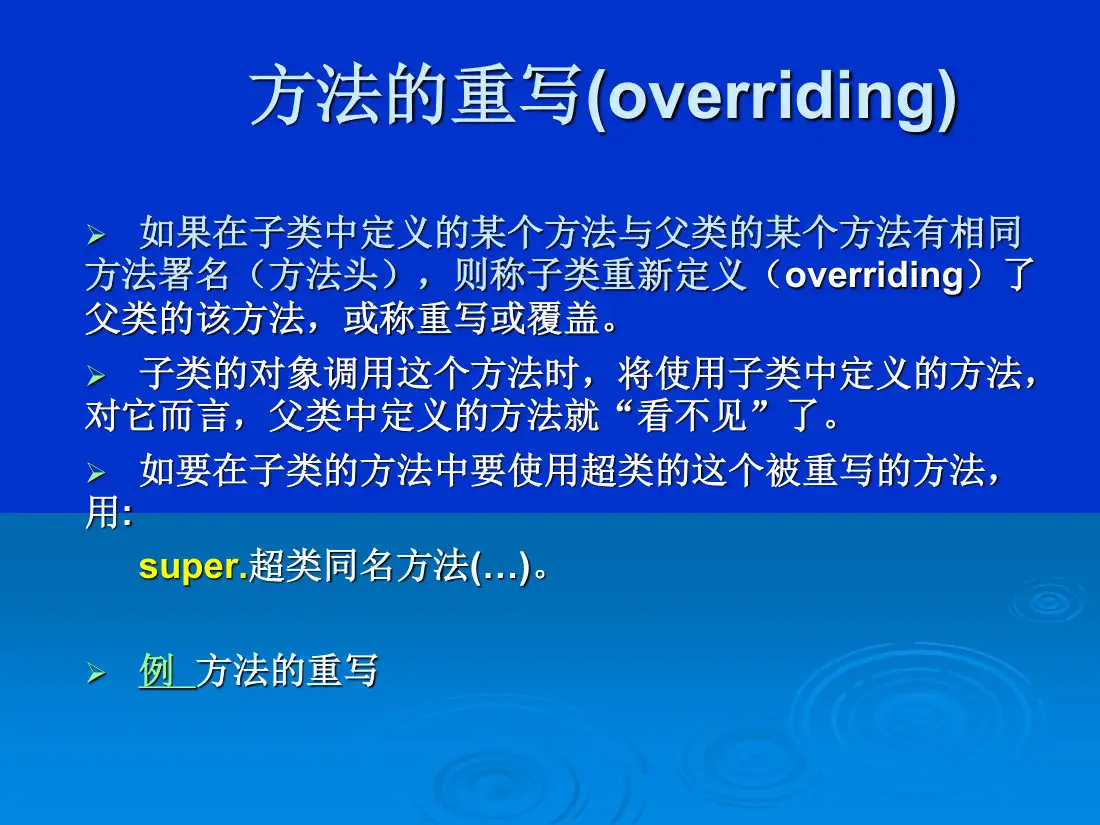 方法的重写(overriding)
➢ 如果在子类中定义的某个方法与父类的某个方法有相同
方法署名（方法头），则称子类重新定义（overriding）了
父类的该方法，或称重写或覆盖。
➢ 子类的对象调用这个方法时，将使用子类中定义的方法，
对它而言，父类中定义的方法就“看不见”了。
➢ 如要在子类的方法中要使用超类的这个被重写的方法，
用:
super.超类同名方法(…)。
➢ 例 方法的重写